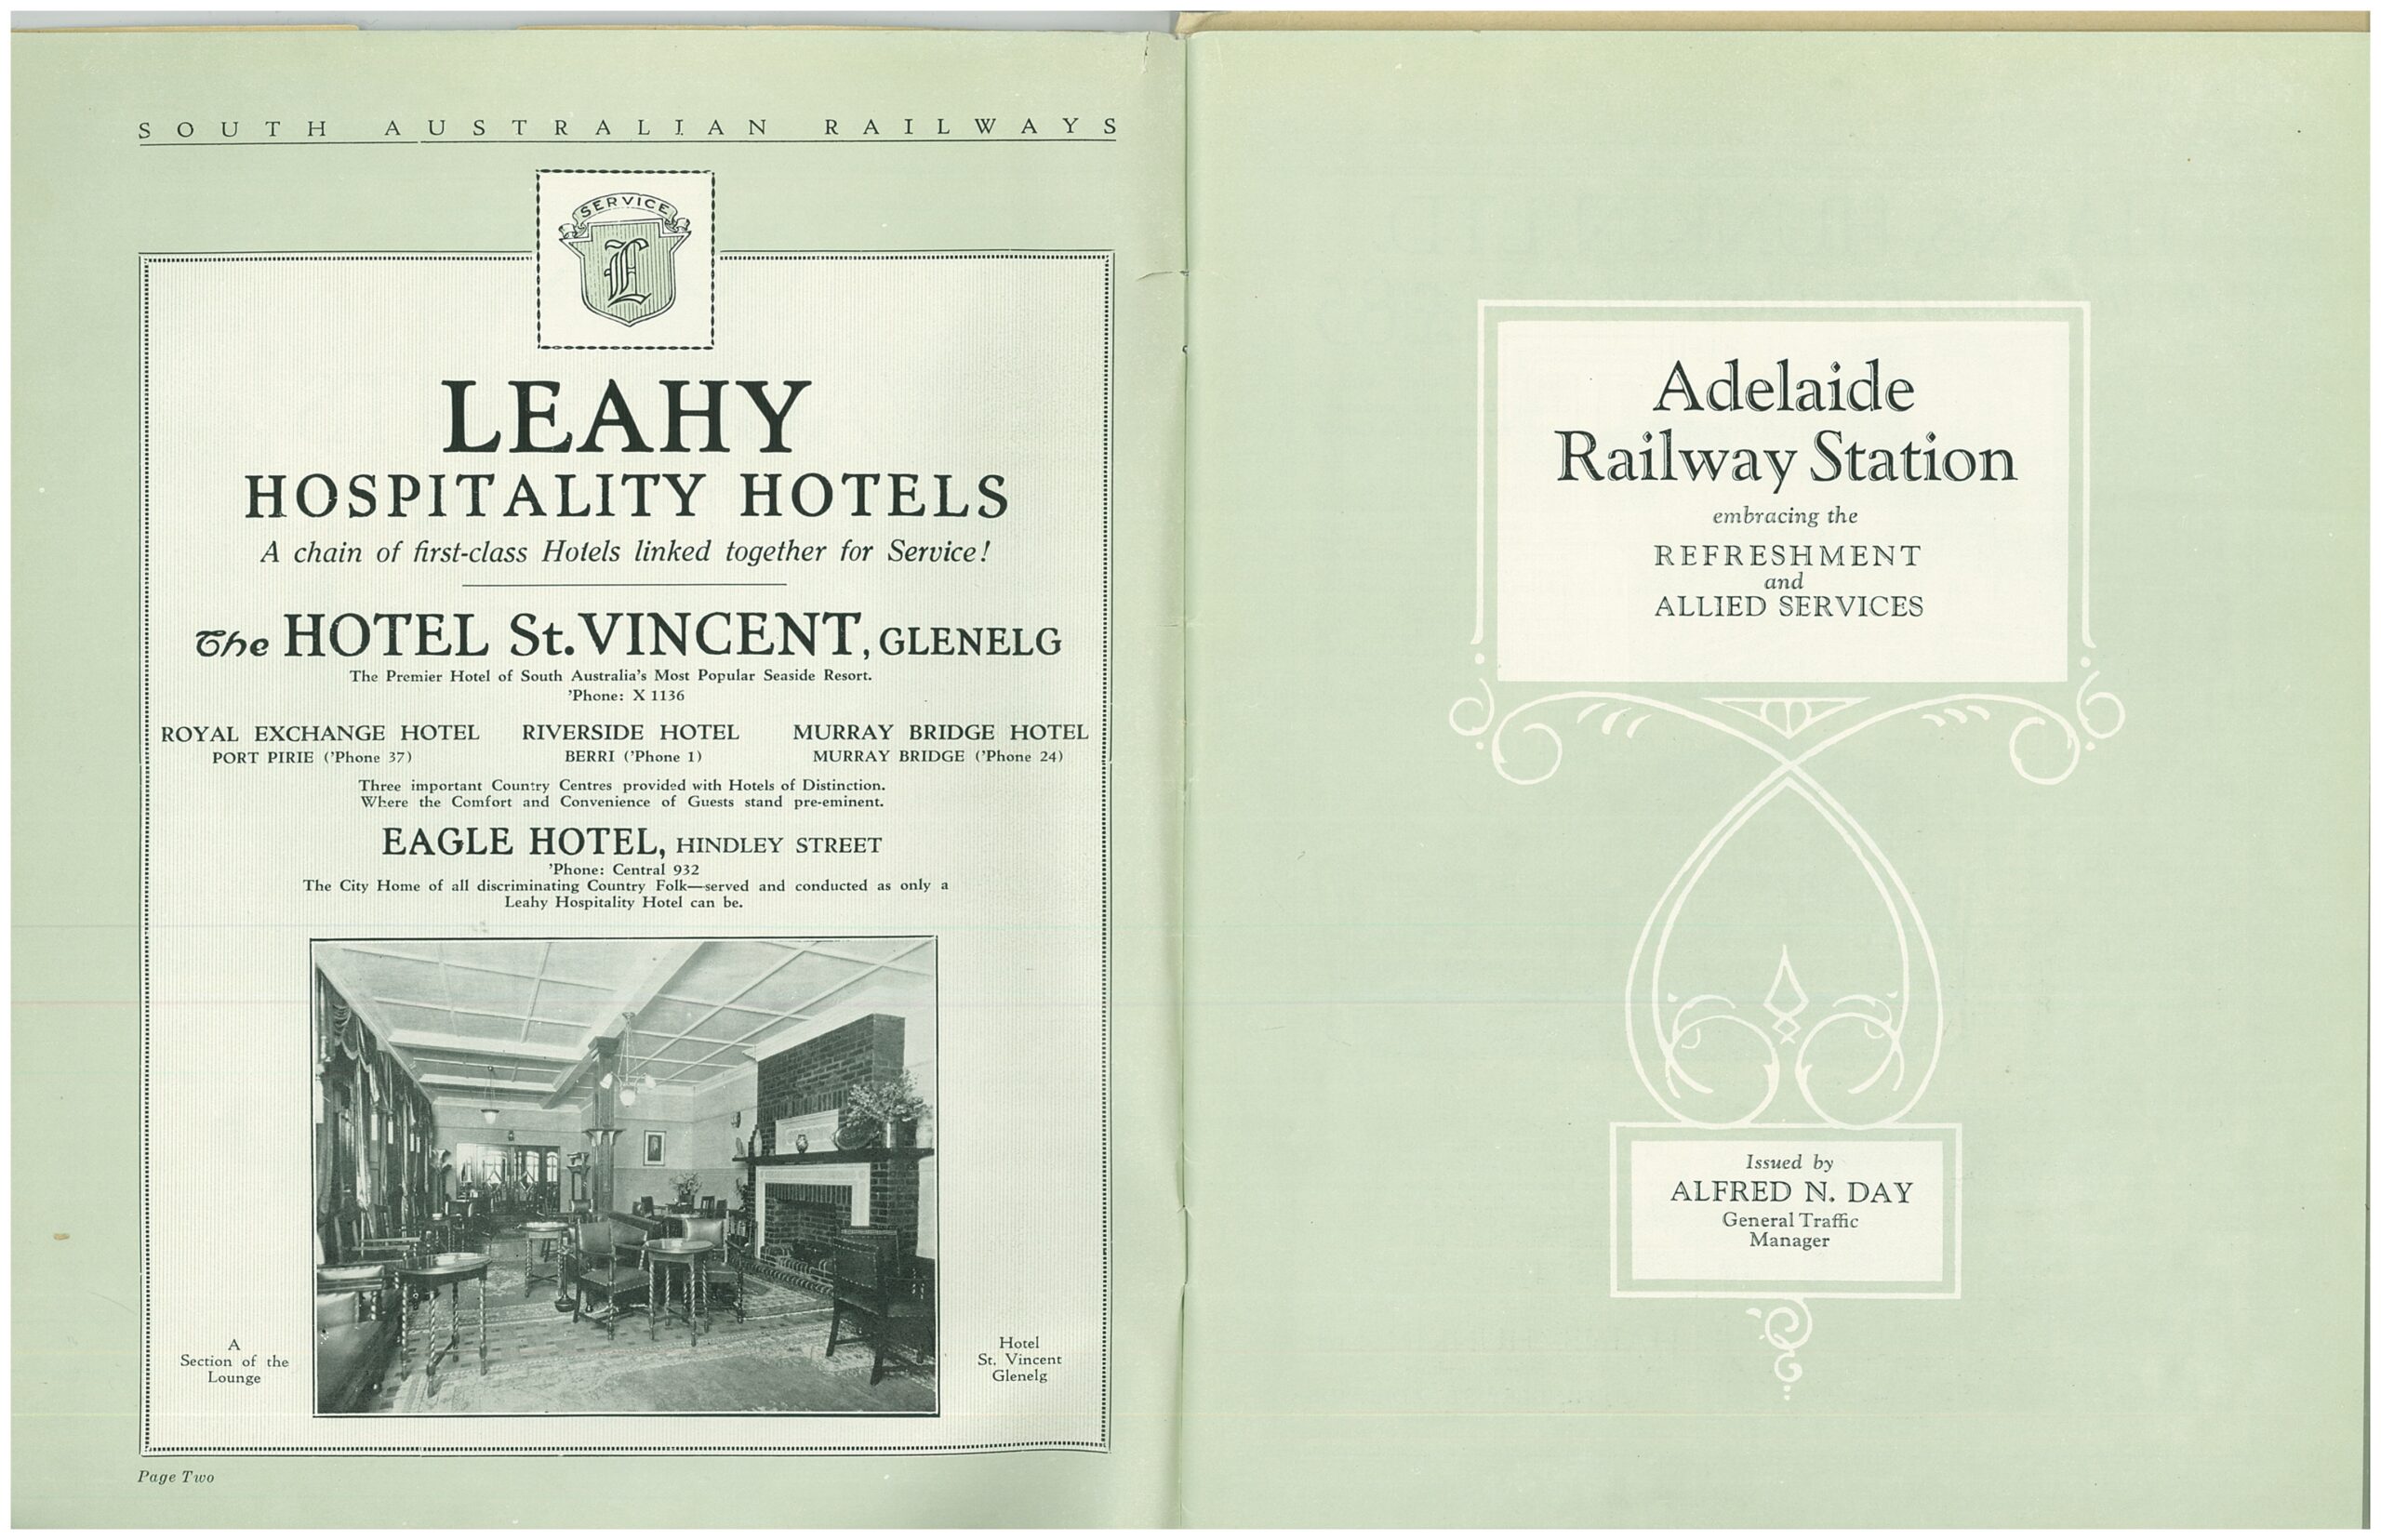 SOUTH AUSTRALIAN RAILWAYS
SERVICE
L
LEAHY
HOSPITALITY HOTELS
A chain of first-class Hotels linked together for Service!
The HOTEL St. VINCENT, GLENELG
The Premier Hotel of South Australia's Most Popular Seaside Resort.
'Phone: X 1136
ROYAL EXCHANGE HOTEL RIVERSIDE HOTEL MURRAY BRIDGE HOTEL
PORT PIRIE ('Phone 37) BERRI ('Phone 1) MURRAY BRIDGE ('Phone 24)
Three important Country Centres provided with Hotels of Distinction.
Where the Comfort and Convenience of Guests stand pre-eminent.
EAGLE HOTEL, HINDLEY STREET
'Phone: Central 932
The City Home of all discriminating Country Folk—served and conducted as only a
Leahy Hospitality Hotel can be.
A
Section of the
Lounge
Hotel
St. Vincent
Glenelg
Page Two
Adelaide
Railway Station
embracing the
REFRESHMENT
and
ALLIED SERVICES
Issued by
ALFRED N. DAY
General Traffic
Manager